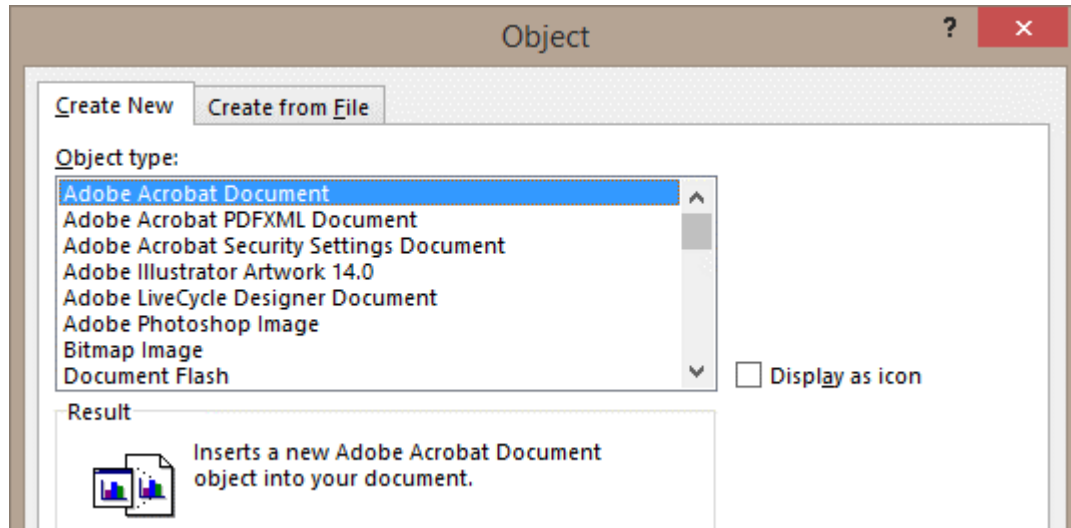 Object
?
Create New
Create from File
Object type:
Adobe Acrobat Document
Adobe Acrobat PDFXML Document
Adobe Acrobat Security Settings Document
Adobe Illustrator Artwork 14.0
Adobe LiveCycle Designer Document
Adobe Photoshop Image
Bitmap Image
Document Flash
Display as icon
Result
Inserts a new Adobe Acrobat Document
object into your document.